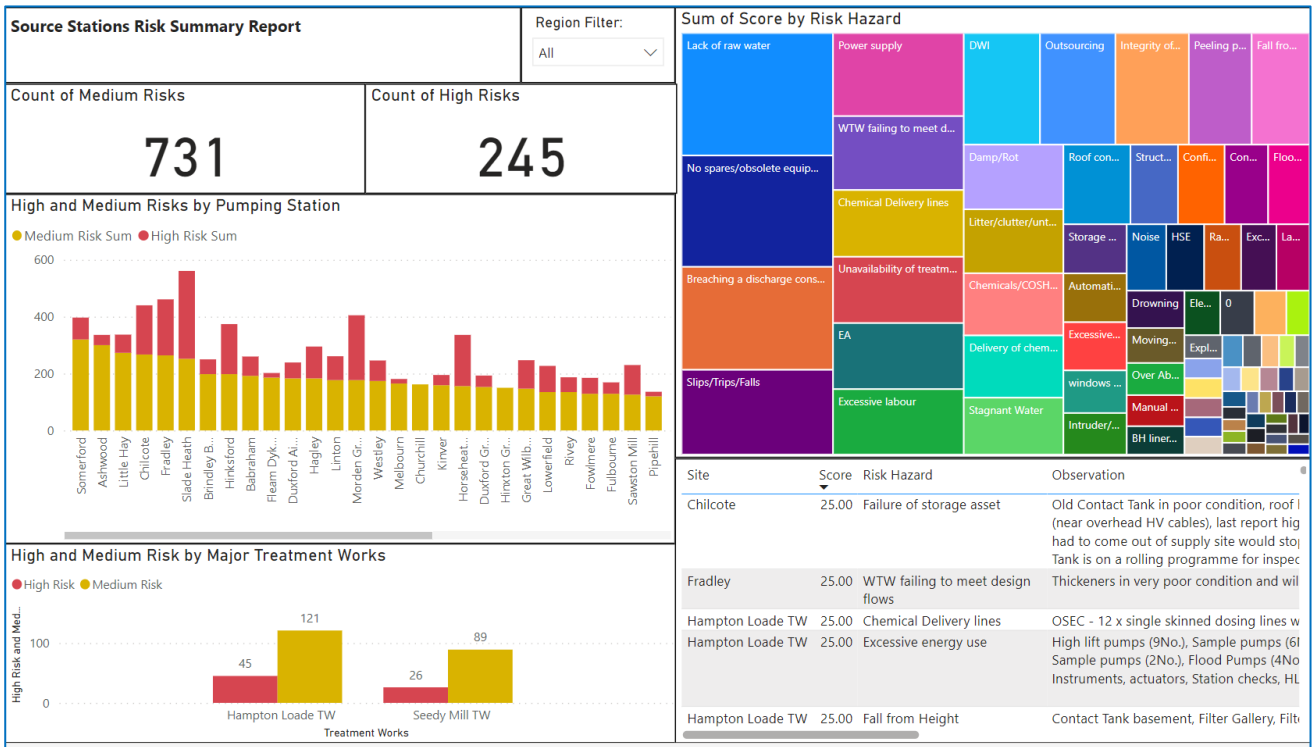 Source Stations Risk Summary Report
Region Filter:
All
Count of Medium Risks
731
Count of High Risks
245
High and Medium Risks by Pumping Station
Medium Risk Sum
High Risk Sum
600
400
200
0
Somerford
Ashwood
Little Hay
Chilcote
Fradley
Slade Heath
Brindley B...
Hinksford
Babraham
Fleam Dyk...
Duxford Ai...
Hagley
Linton
Morden Gr...
Westley
Melbourn
Churchill
Kinver
Horseheat...
Duxford Gr...
Hinxton Gr...
Great Wilb...
Lowerfield
Rivey
Fowlmere
Fulbourne
Sawston Mill
Pipehill
High and Medium Risk by Major Treatment Works
High Risk
Medium Risk
High Risk and Med...
100
0
45
121
26
89
Hampton Loade TW
Seedy Mill TW
Treatment Works
Sum of Score by Risk Hazard
Lack of raw water
No spares/obsolete equip...
Breaching a discharge cons...
Slips/Trips/Falls
Power supply
WTW failing to meet d...
Chemical Delivery lines
Unavailability of treatm...
EA
Excessive labour
DWI
Outsourcing
Integrity of...
Peeling p...
Fall fro...
Damp/Rot
Litter/clutter/unt...
Chemicals/COSH...
Delivery of chem...
Stagnant Water
Roof con...
Struct...
Confi...
Con...
Floo...
Storage ...
Automati...
Excessive...
windows ...
Intruder/...
Noise
HSE
Ra...
Exc...
La...
Drowning
Ele...
0
Moving...
Expl...
Over Ab...
Manual ...
BH liner...
Site Score Risk Hazard Observation
Chilcote 25.00 Failure of storage asset Old Contact Tank in poor condition, roof
(near overhead HV cables), last report hig
had to come out of supply site would sto
Tank is on a rolling programme for inspec
Fradley 25.00 WTW failing to meet design Thickeners in very poor condition and wil
flows
Hampton Loade TW 25.00 Chemical Delivery lines OSEC - 12 x single skinned dosing lines w
Hampton Loade TW 25.00 Excessive energy use High lift pumps (9No.), Sample pumps (6
Sample pumps (2No.), Flood Pumps (4No
Instruments, actuators, Station checks, HL
Hampton Loade TW 25.00 Fall from Height Contact Tank basement, Filter Gallery, Filt